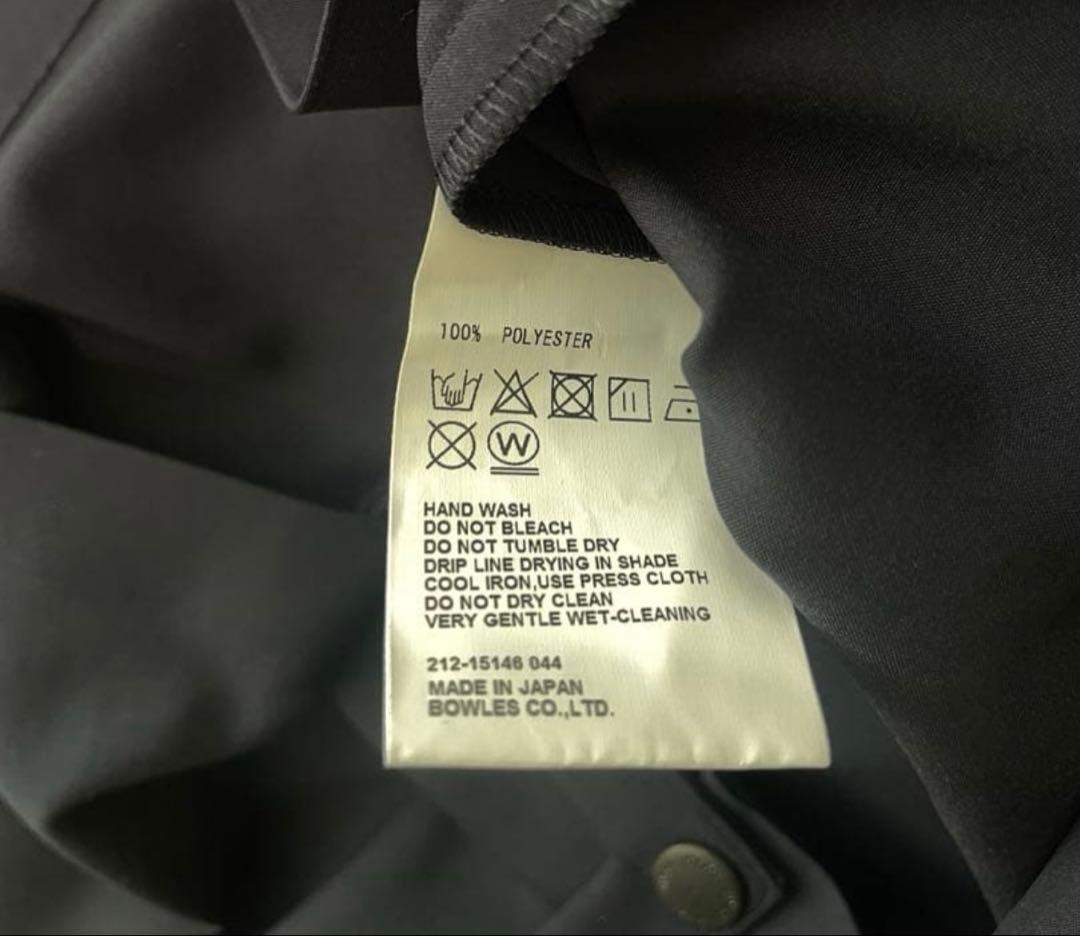 100% POLYESTER
W
HAND WASH
DO NOT BLEACH
DO NOT TUMBLE DRY
DRIP LINE DRYING IN SHADE
COOL IRON,USE PRESS CLOTH
DO NOT DRY CLEAN
VERY GENTLE WET-CLEANING
212-15146 044
MADE IN JAPAN
BOWLES CO.,LTD.